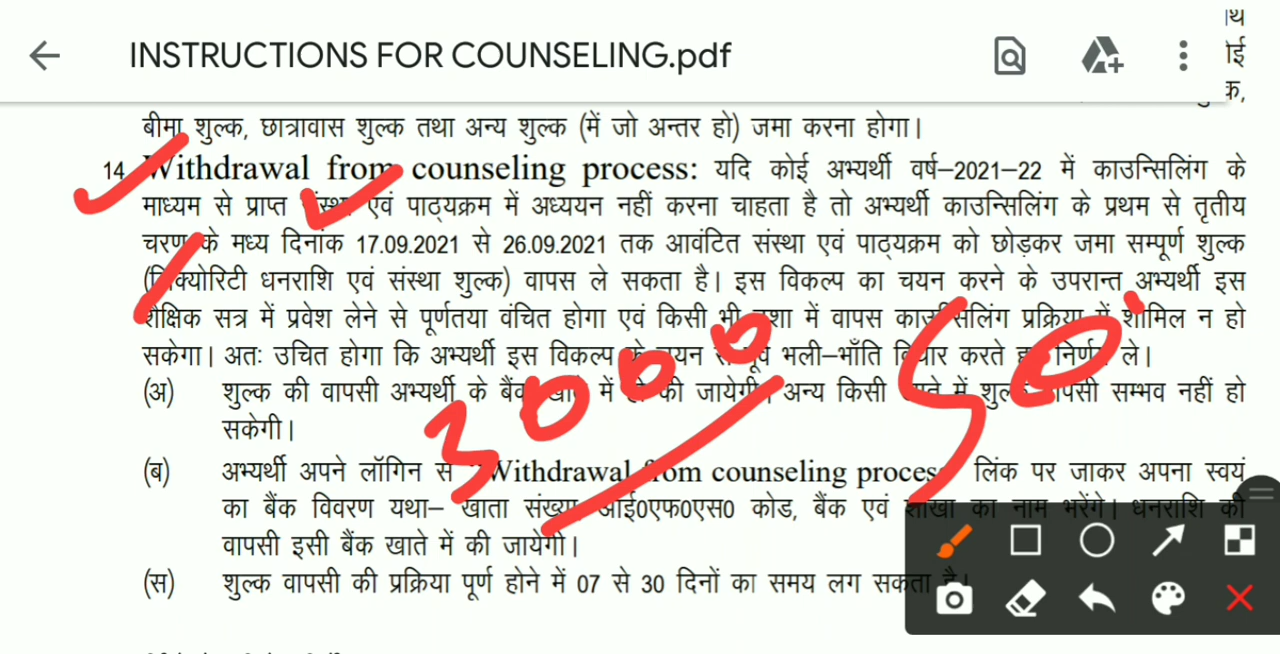 INSTRUCTIONS FOR COUNSELING.pdf
बीमा शुल्क, छात्रावास शुल्क तथा अन्य शुल्क (में जो अन्तर हो) जमा करना होगा।
14 Withdrawal from counseling process: यदि कोई अभ्यर्थी वर्ष–2021–22 में काउन्सिलिंग के
माध्यम से प्राप्त संस्था एवं पाठ्यक्रम में अध्ययन नहीं करना चाहता है तो अभ्यर्थी काउन्सिलिंग के प्रथम से तृतीय
चरण के मध्य दिनांक 17.09.2021 से 26.09.2021 तक आवंटित संस्था एवं पाठ्यक्रम को छोड़कर जमा सम्पूर्ण शुल्क
(सिक्योरिटी धनराशि एवं संस्था शुल्क) वापस ले सकता है। इस विकल्प का चयन करने के उपरान्त अभ्यर्थी इस
शैक्षिक सत्र में प्रवेश लेने से पूर्णतया वंचित होगा एवं किसी भी दशा में वापस काउन्सिलिंग प्रक्रिया में शामिल न हो
सकेगा। अतः उचित होगा कि अभ्यर्थी इस विकल्प के चयन से पूर्व भली–भाँति विचार करते हुए निर्णय ले।
(अ) शुल्क की वापसी अभ्यर्थी के बैंक खाते में ही की जायेगी। अन्य किसी खाते में शुल्क वापसी सम्भव नहीं हो
सकेगी।
3000
50
(ब) अभ्यर्थी अपने लॉगिन से Withdrawal from counseling process लिंक पर जाकर अपना स्वयं
का बैंक विवरण यथा– खाता संख्या, आई0एफ0एस0 कोड, बैंक एवं शाखा का नाम भरेंगे। धनराशि की
वापसी इसी बैंक खाते में की जायेगी।
(स) शुल्क वापसी की प्रक्रिया पूर्ण होने में 07 से 30 दिनों का समय लग सकता है।